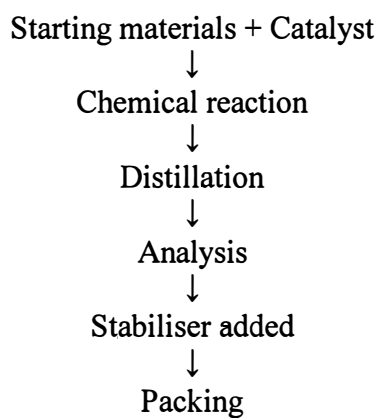 Starting materials + Catalyst
↓
Chemical reaction
↓
Distillation
↓
Analysis
↓
Stabiliser added
↓
Packing